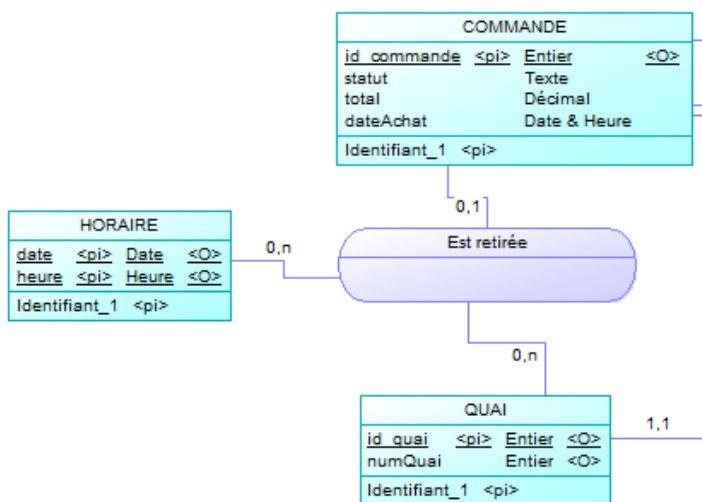 COMMANDE
id_commande <pi> Entier <O>
statut Texte
total Décimal
dateAchat Date & Heure
Identifiant_1 <pi>
0,1
HORAIRE
date <pi> Date <O>
heure <pi> Heure <O>
Identifiant_1 <pi>
0,n
Est retirée
0,n
QUAI
id_quai <pi> Entier <O>
numQuai Entier <O>
Identifiant_1 <pi>
1,1